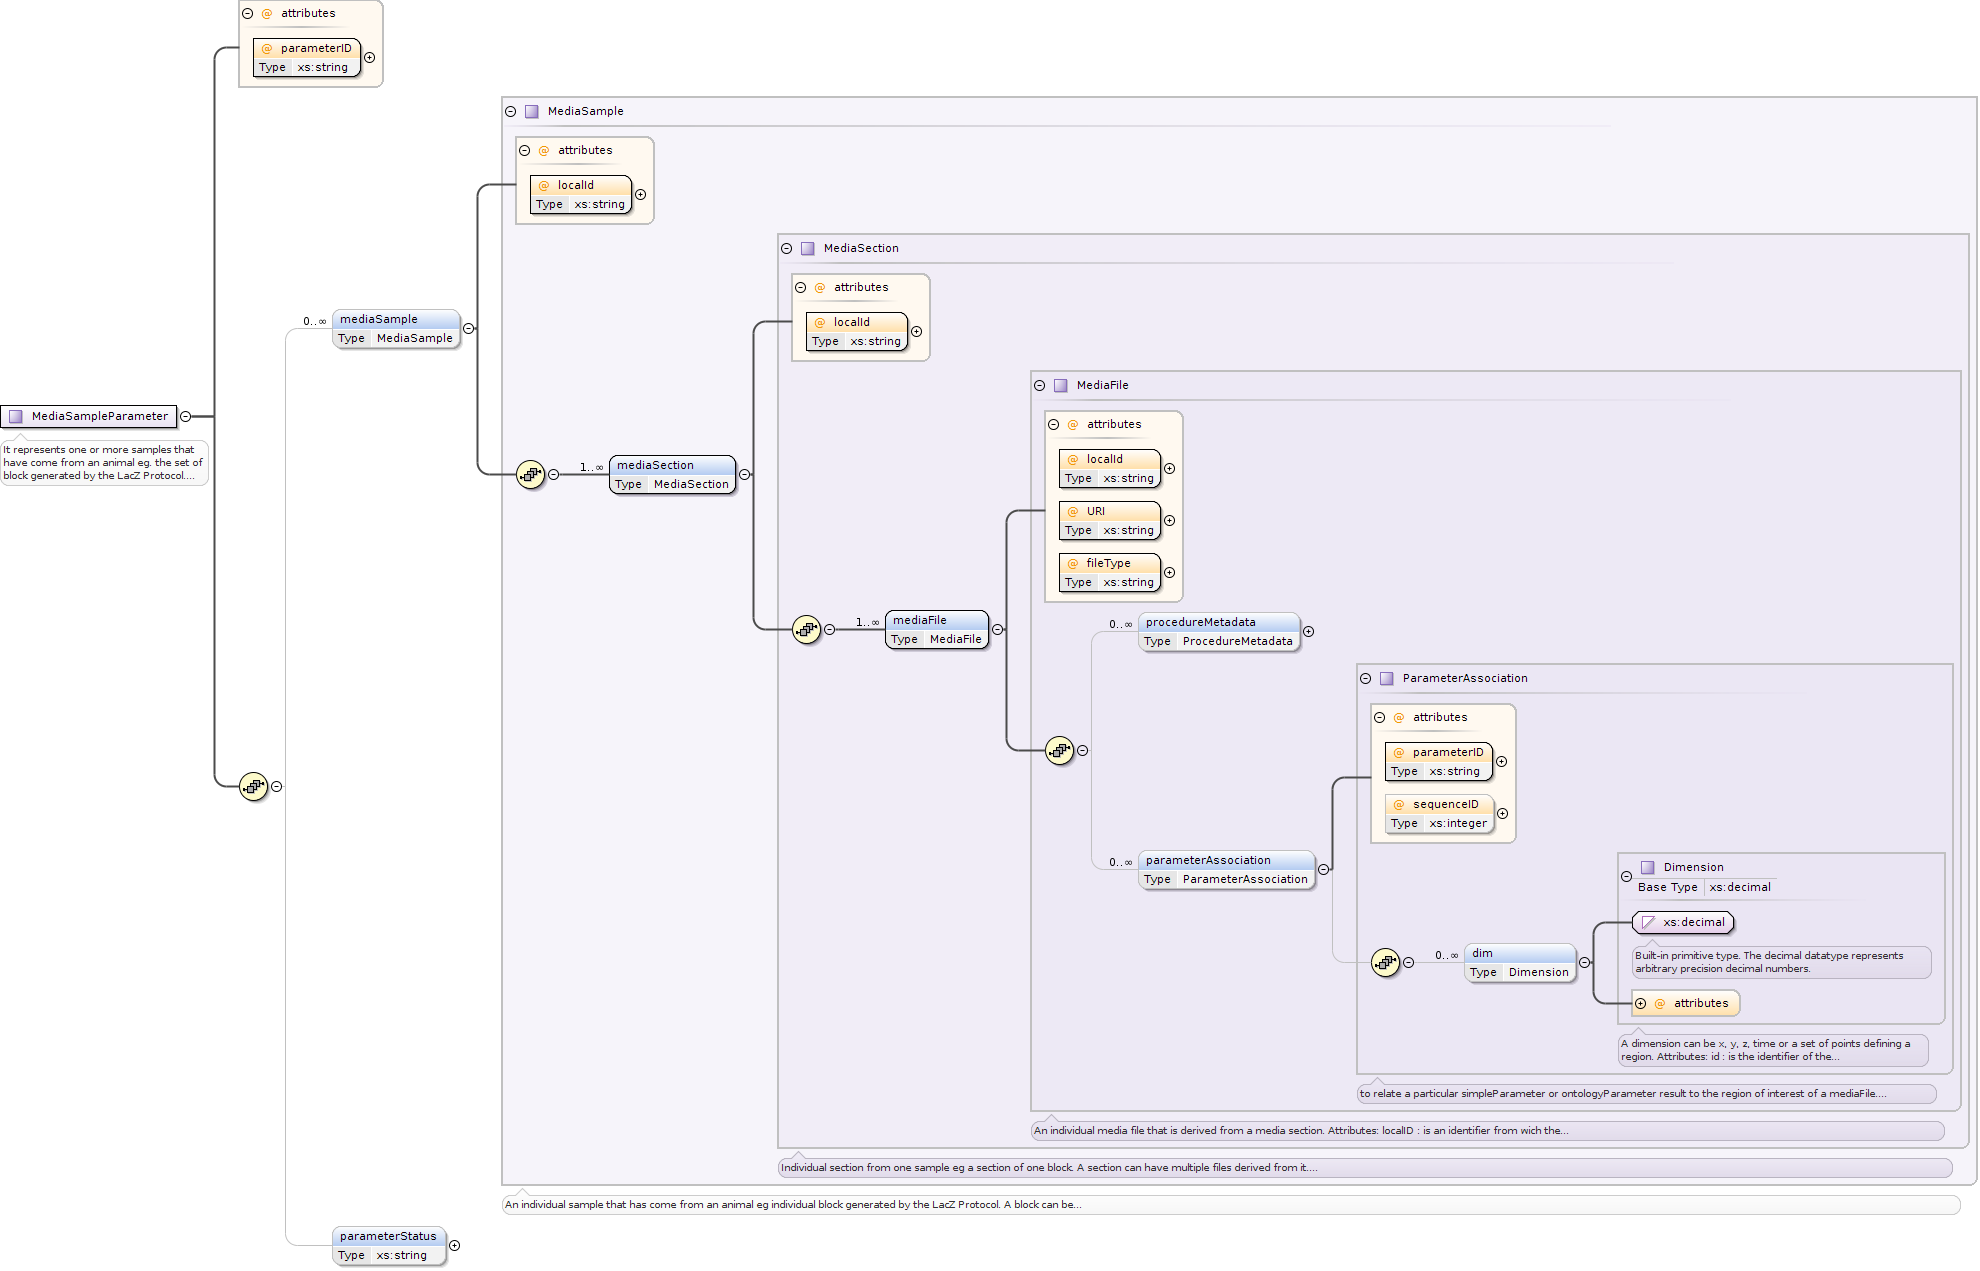 @ attributes
@ parameterID
Type xs:string
MediaSample
@ attributes
@ localId
Type xs:string
MediaSection
@ attributes
@ localId
Type xs:string
0..∞
mediaSample
Type MediaSample
MediaFile
@ attributes
@ localId
Type xs:string
@ URI
Type xs:string
@ fileType
Type xs:string
MediaSampleParameter
It represents one or more samples that
have come from an animal eg. the set of
block generated by the LacZ Protocol....
1..∞
mediaSection
Type MediaSection
1..∞
mediaFile
Type MediaFile
0..∞
procedureMetadata
Type ProcedureMetadata
ParameterAssociation
@ attributes
@ parameterID
Type xs:string
@ sequenceID
Type xs:integer
0..∞
parameterAssociation
Type ParameterAssociation
Dimension
Base Type xs:decimal
xs:decimal
Built-in primitive type. The decimal datatype represents
arbitrary precision decimal numbers.
0..∞
dim
Type Dimension
@ attributes
A dimension can be x, y, z, time or a set of points defining a
region. Attributes: id : is the identifier of the...
to relate a particular simpleParameter or ontologyParameter result to the region of interest of a mediaFile....
An individual media file that is derived from a media section. Attributes: localID : is an identifier from wich the...
Individual section from one sample eg a section of one block. A section can have multiple files derived from it....
An individual sample that has come from an animal eg individual block generated by the LacZ Protocol. A block can be...
parameterStatus
Type xs:string